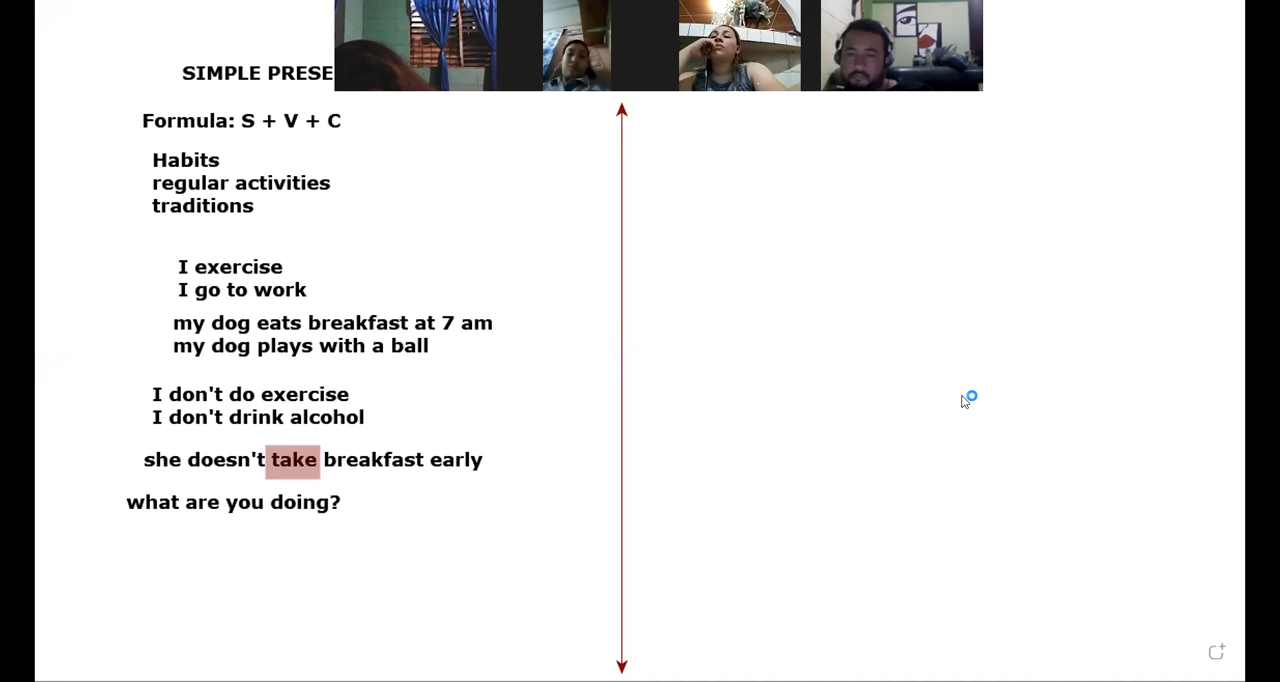 SIMPLE PRESE
Formula: S + V + C
Habits
regular activities
traditions
I exercise
I go to work
my dog eats breakfast at 7 am
my dog plays with a ball
I don't do exercise
I don't drink alcohol
she doesn't take breakfast early
what are you doing?